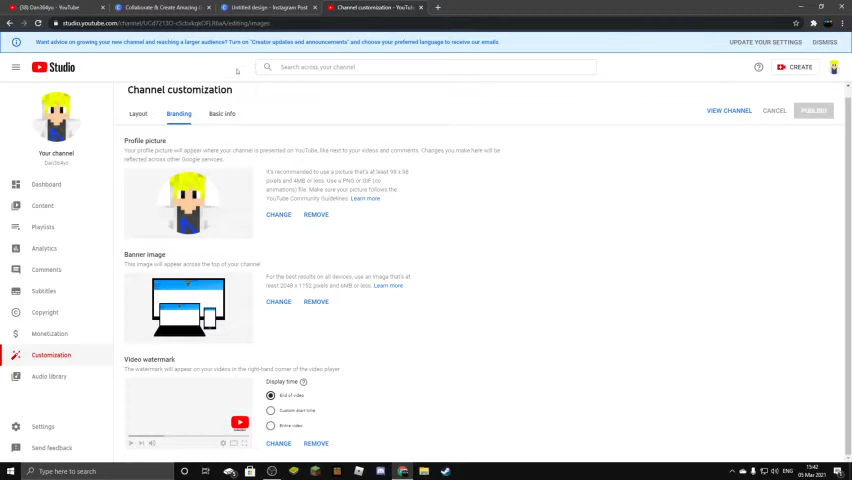 (38) Dan364yo - YouTube
Collaborate & Create Amazing G
Untitled design - Instagram Post
Channel customization - YouTu
Want advice on growing your new channel and reaching a larger audience? Turn on "Creator updates and announcements" and choose your preferred language to receive our emails.
UPDATE YOUR SETTINGS
DISMISS
Studio
Search across your channel
CREATE
Channel customization
Layout
Branding
Basic info
VIEW CHANNEL
CANCEL
PUBLISH
Your channel
Dan364yo
Dashboard
Content
Playlists
Analytics
Comments
Subtitles
Copyright
Monetization
Customization
Audio library
Settings
Send feedback
Profile picture
Your profile picture will appear where your channel is presented on YouTube, like next to your videos and comments. Changes you make here will be
reflected across other Google services.
It's recommended to use a picture that's at least 98 x 98
pixels and 4MB or less. Use a PNG or GIF (no
animations) file. Make sure your picture follows the
YouTube Community Guidelines. Learn more
CHANGE
REMOVE
Banner image
This image will appear across the top of your channel
For the best results on all devices, use an image that's at
least 2048 x 1152 pixels and 6MB or less. Learn more
CHANGE
REMOVE
Video watermark
The watermark will appear on your videos in the right-hand corner of the video player
Display time
End of video
Custom start time
Entire video
CHANGE
REMOVE
Type here to search
ENG
15:42
05 Mar 2021